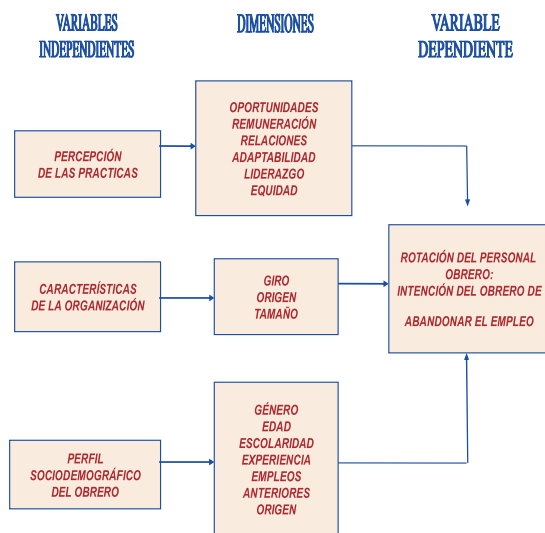 VARIABLES
INDEPENDIENTES
DIMENSIONES
VARIABLE
DEPENDIENTE
PERCEPCIÓN
DE LAS PRACTICAS
OPORTUNIDADES
REMUNERACIÓN
RELACIONES
ADAPTABILIDAD
LIDERAZGO
EQUIDAD
CARACTERÍSTICAS
DE LA ORGANIZACIÓN
GIRO
ORIGEN
TAMAÑO
ROTACIÓN DEL PERSONAL
OBRERO:
INTENCIÓN DEL OBRERO DE
ABANDONAR EL EMPLEO
PERFIL
SOCIODEMOGRÁFICO
DEL OBRERO
GÉNERO
EDAD
ESCOLARIDAD
EXPERIENCIA
EMPLEOS
ANTERIORES
ORIGEN